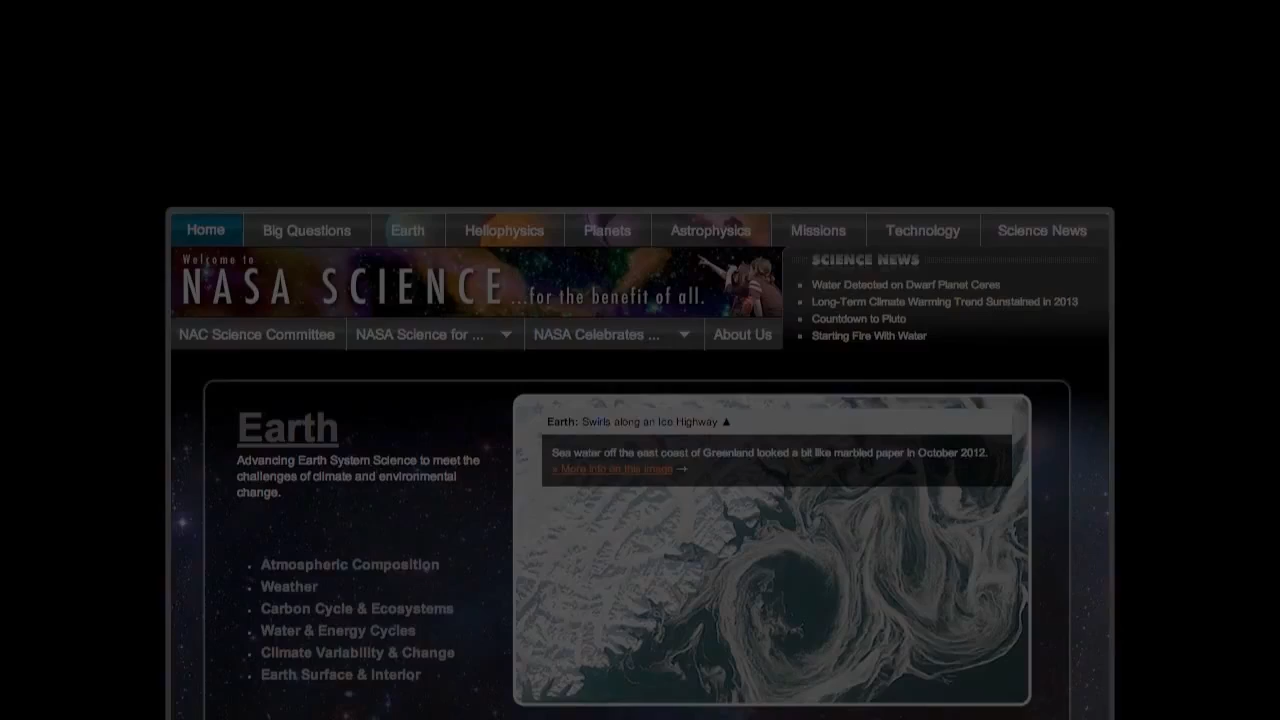 Home Big Questions Earth Heliophysics Planets Astrophysics Missions Technology Science News
Welcome to
NASA SCIENCE ...for the benefit of all.
SCIENCE NEWS
Water Detected on Dwarf Planet Ceres
Long-Term Climate Warming Trend Sunstained in 2013
Countdown to Pluto
Starting Fire With Water
NAC Science Committee NASA Science for ... NASA Celebrates ... About Us
Earth
Advancing Earth System Science to meet the
challenges of climate and environmental
change.
Atmospheric Composition
Weather
Carbon Cycle & Ecosystems
Water & Energy Cycles
Climate Variability & Change
Earth Surface & Interior
Earth: Swirls along an Ice Highway ▲
Sea water off the east coast of Greenland looked a bit like marbled paper in October 2012.
» More info on this image →